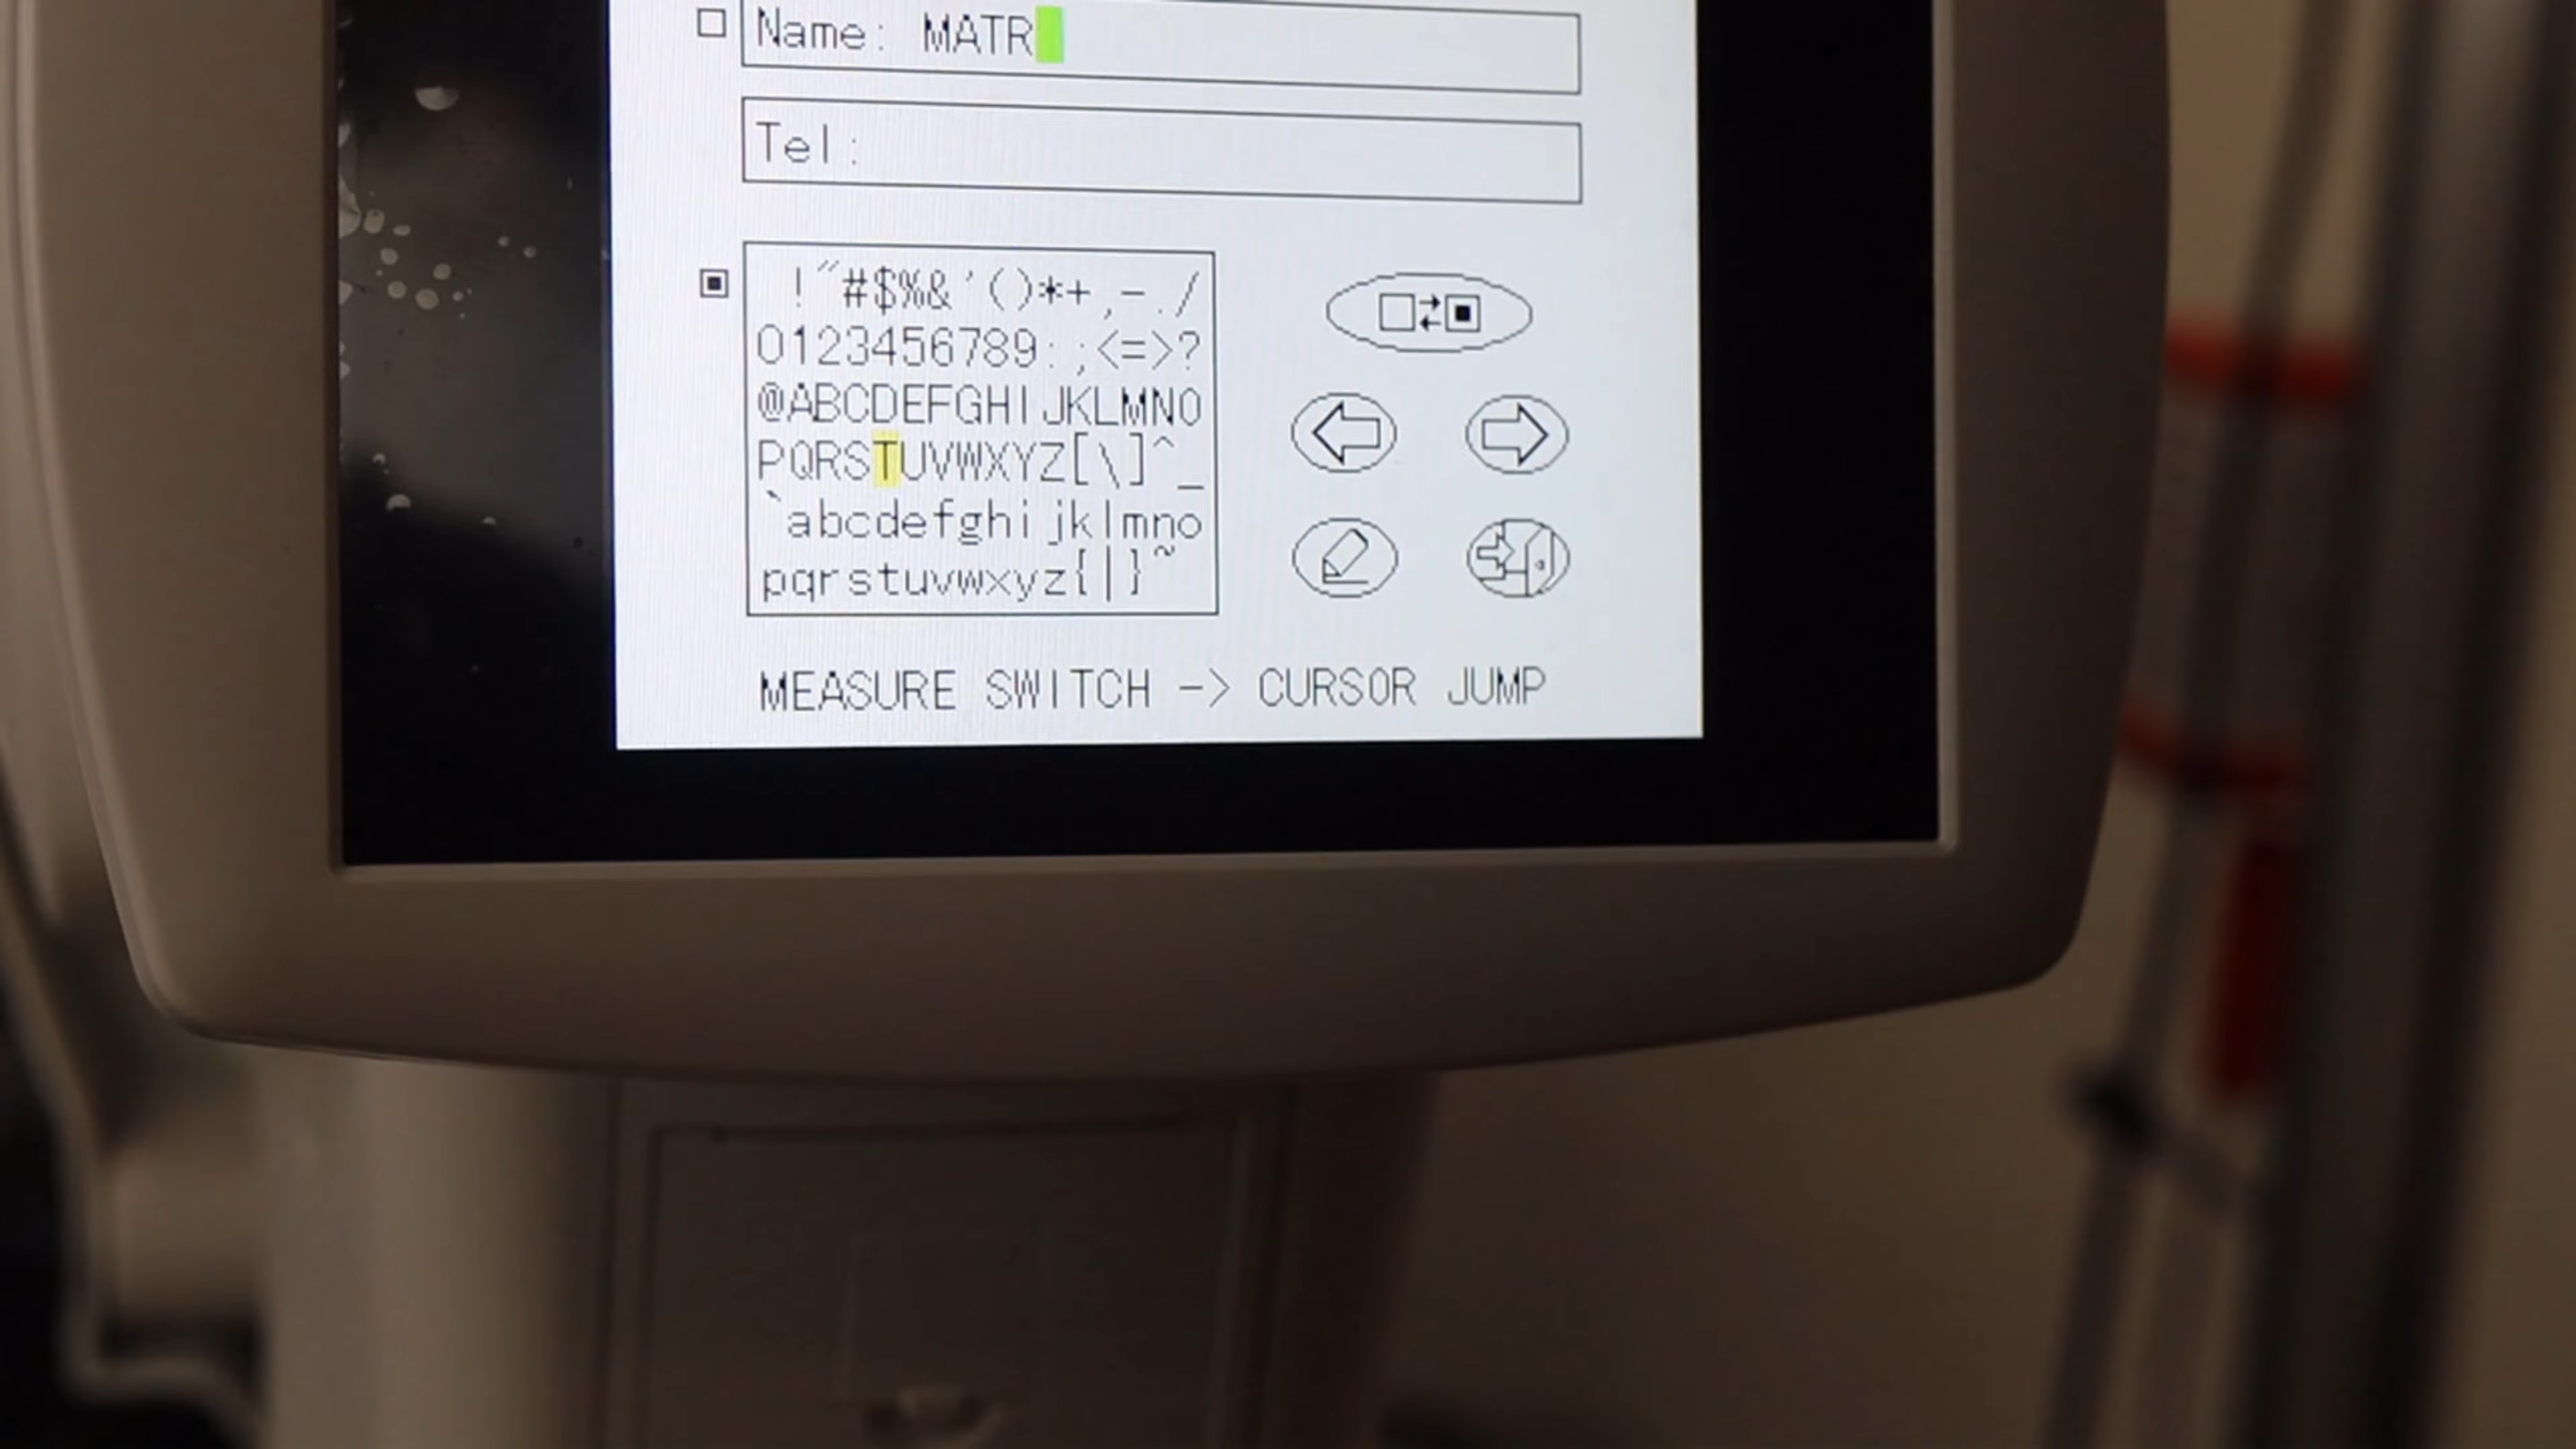 Name: MATR
Tel:
!"#$%&'()*+,-./
0123456789:;<=>?
@ABCDEFGHIJKLMNO
PQRSTUVWXYZ[\]^_
`abcdefghijklmno
pqrstuvwxyz{|}~
MEASURE SWITCH -> CURSOR JUMP